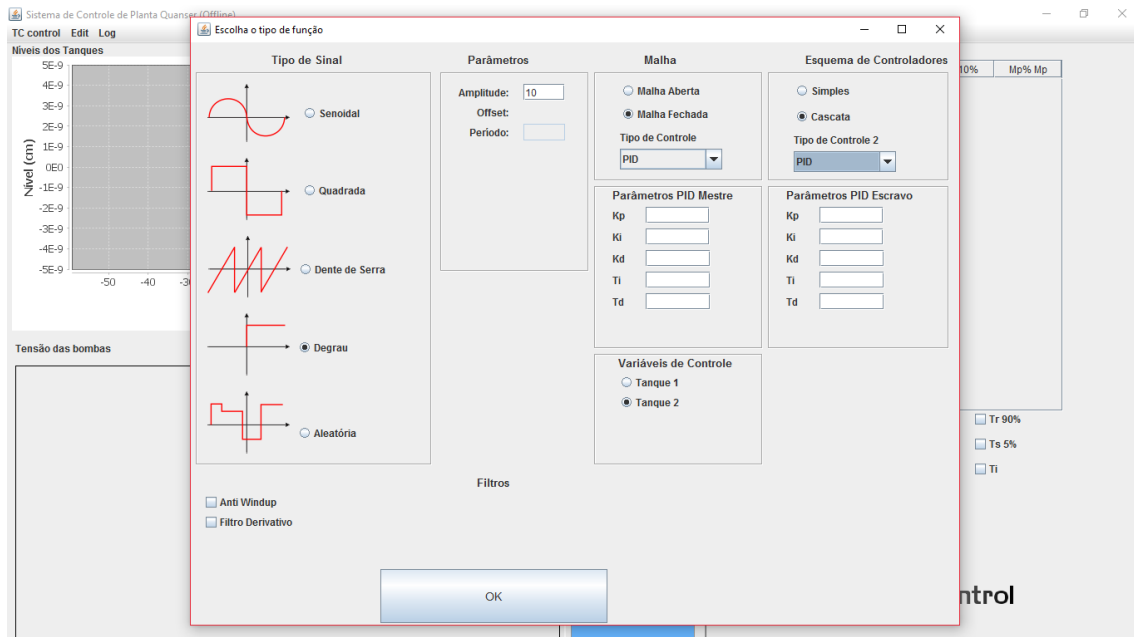 Sistema de Controle de Planta Quanser (Offline)
TC control Edit Log
Níveis dos Tanques
5E-9
4E-9
3E-9
2E-9
1E-9
0E0
-1E-9
-2E-9
-3E-9
-4E-9
-5E-9
Nível (cm)
-50 -40
Tensão das bombas
Escolha o tipo de função
Tipo de Sinal
Senoidal
Quadrada
Dente de Serra
Degrau
Aleatória
Parâmetros
Amplitude: 10
Offset:
Período:
Malha
Malha Aberta
Malha Fechada
Tipo de Controle
PID
Esquema de Controladores
Simples
Cascata
Tipo de Controle 2
PID
Parâmetros PID Mestre
Kp
Ki
Kd
Ti
Td
Parâmetros PID Escravo
Kp
Ki
Kd
Ti
Td
Variáveis de Controle
Tanque 1
Tanque 2
Filtros
Anti Windup
Filtro Derivativo
OK
10% Mp% Mp
Tr 90%
Ts 5%
Ti
ntrol